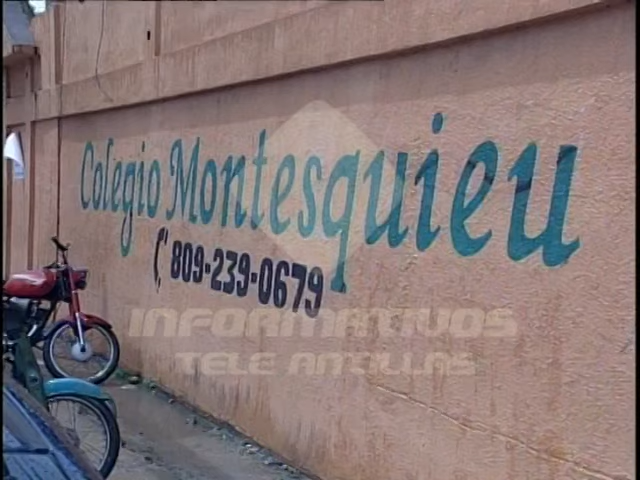 Colegio Montesquieu
809-239-0679
INFORMATIVOS
TELE ANTILLAS